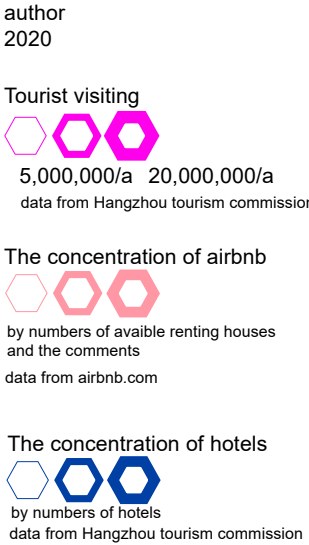 author
2020
Tourist visiting
5,000,000/a 20,000,000/a
data from Hangzhou tourism commission
The concentration of airbnb
by numbers of avaible renting houses
and the comments
data from airbnb.com
The concentration of hotels
by numbers of hotels
data from Hangzhou tourism commission